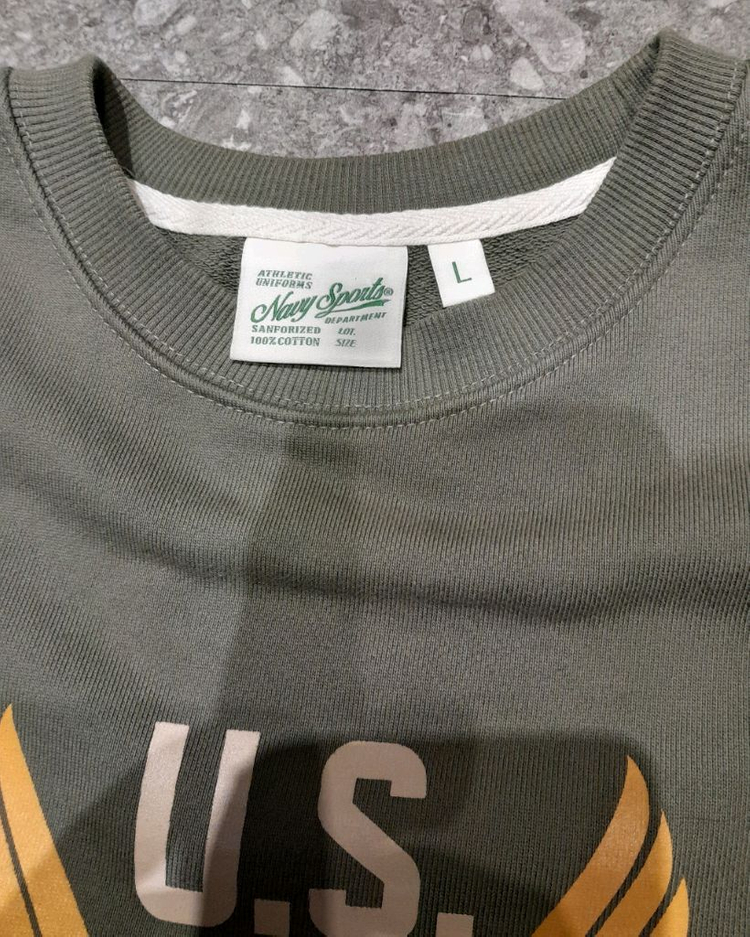 ATHLETIC
UNIFORMS
Navy Sports®
DEPARTMENT
SANFORIZED LOT.
100% COTTON SIZE
L
U.S.